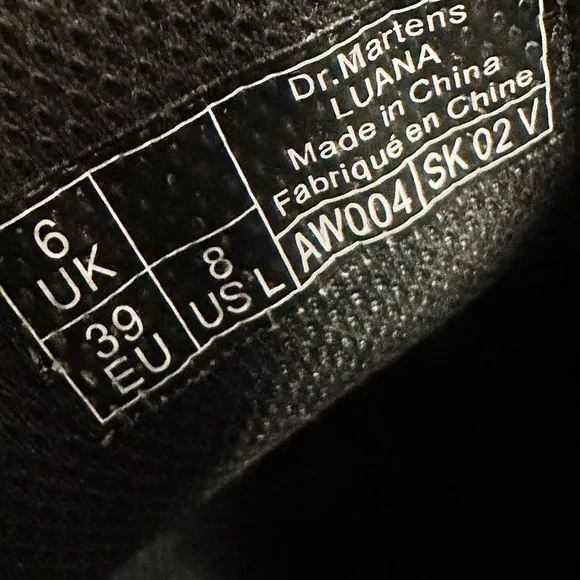 Dr. Martens
LUANA
Made in China
Fabriqué en Chine
AW004
SK 02 V
6
UK
8
US L
39
EU